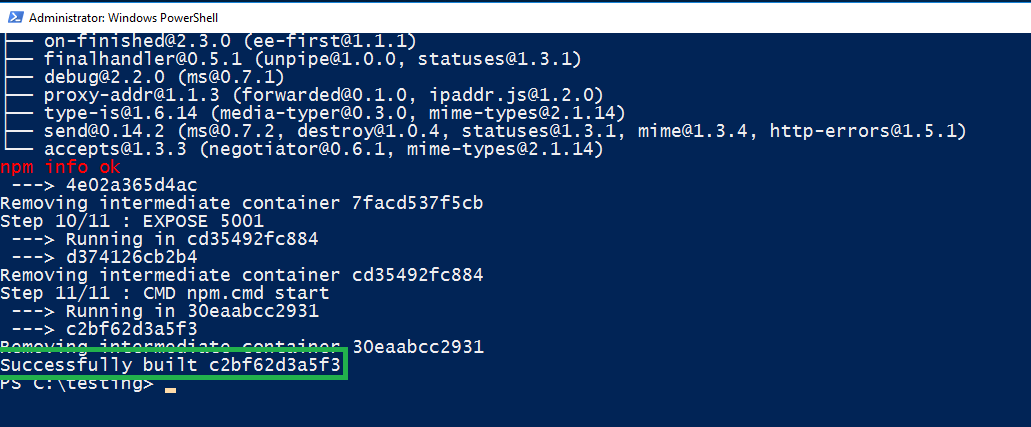 Administrator: Windows PowerShell
├── on-finished@2.3.0 (ee-first@1.1.1)
├── finalhandler@0.5.1 (unpipe@1.0.0, statuses@1.3.1)
├── debug@2.2.0 (ms@0.7.1)
├── proxy-addr@1.1.3 (forwarded@0.1.0, ipaddr.js@1.2.0)
├── type-is@1.6.14 (media-typer@0.3.0, mime-types@2.1.14)
├── send@0.14.2 (ms@0.7.2, destroy@1.0.4, statuses@1.3.1, mime@1.3.4, http-errors@1.5.1)
└── accepts@1.3.3 (negotiator@0.6.1, mime-types@2.1.14)
npm info ok
 ---> 4e02a365d4ac
Removing intermediate container 7facd537f5cb
Step 10/11 : EXPOSE 5001
 ---> Running in cd35492fc884
 ---> d374126cb2b4
Removing intermediate container cd35492fc884
Step 11/11 : CMD npm.cmd start
 ---> Running in 30eaabcc2931
 ---> c2bf62d3a5f3
Removing intermediate container 30eaabcc2931
Successfully built c2bf62d3a5f3
PS C:\testing>